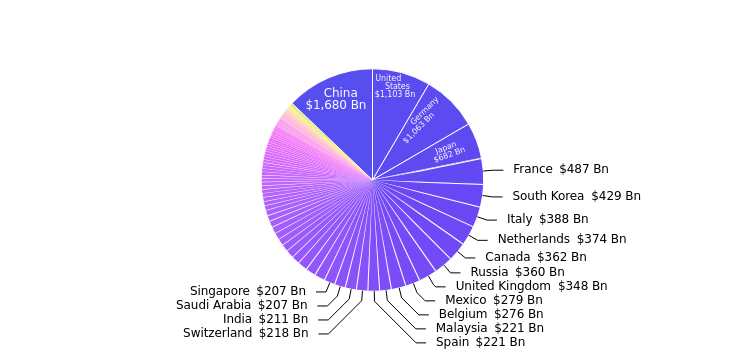 China
$1,680 Bn
United
States
$1,103 Bn
Germany
$1,063 Bn
Japan
$682 Bn
France $487 Bn
South Korea $429 Bn
Italy $388 Bn
Netherlands $374 Bn
Canada $362 Bn
Russia $360 Bn
United Kingdom $348 Bn
Mexico $279 Bn
Belgium $276 Bn
Malaysia $221 Bn
Spain $221 Bn
Singapore $207 Bn
Saudi Arabia $207 Bn
India $211 Bn
Switzerland $218 Bn